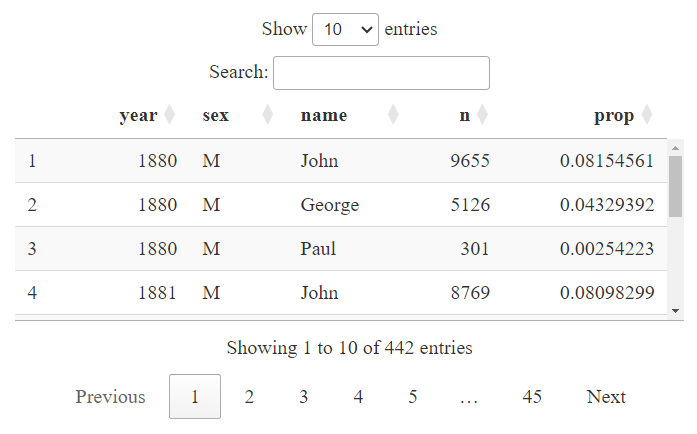 Show 10 entries
Search:
year sex name n prop
1 1880 M John 9655 0.08154561
2 1880 M George 5126 0.04329392
3 1880 M Paul 301 0.00254223
4 1881 M John 8769 0.08098299
Showing 1 to 10 of 442 entries
Previous 1 2 3 4 5 … 45 Next